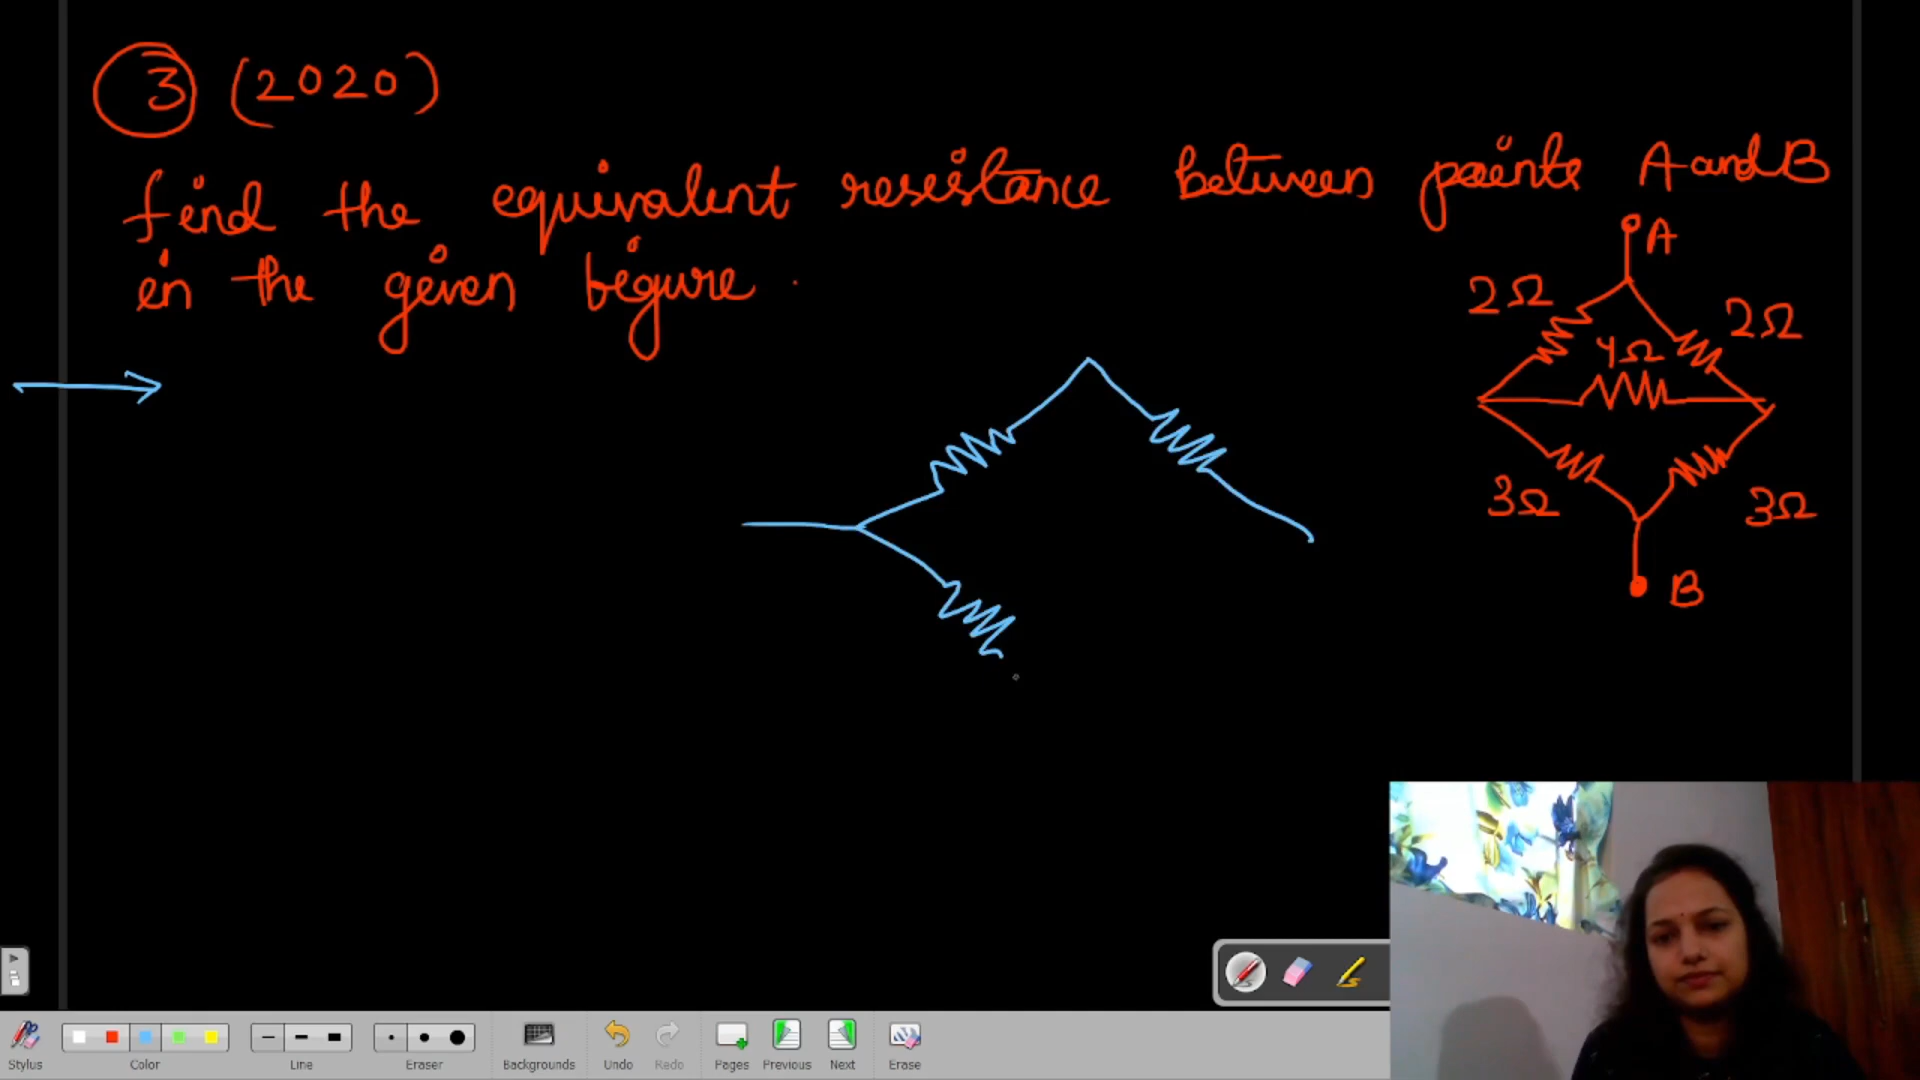 3 (2020)
find the equivalent resistance between points A and B
in the given figure .
A
2Ω
2Ω
4Ω
3Ω
3Ω
B
Stylus
Color
Line
Eraser
Backgrounds
Undo
Redo
Pages
Previous
Next
Erase